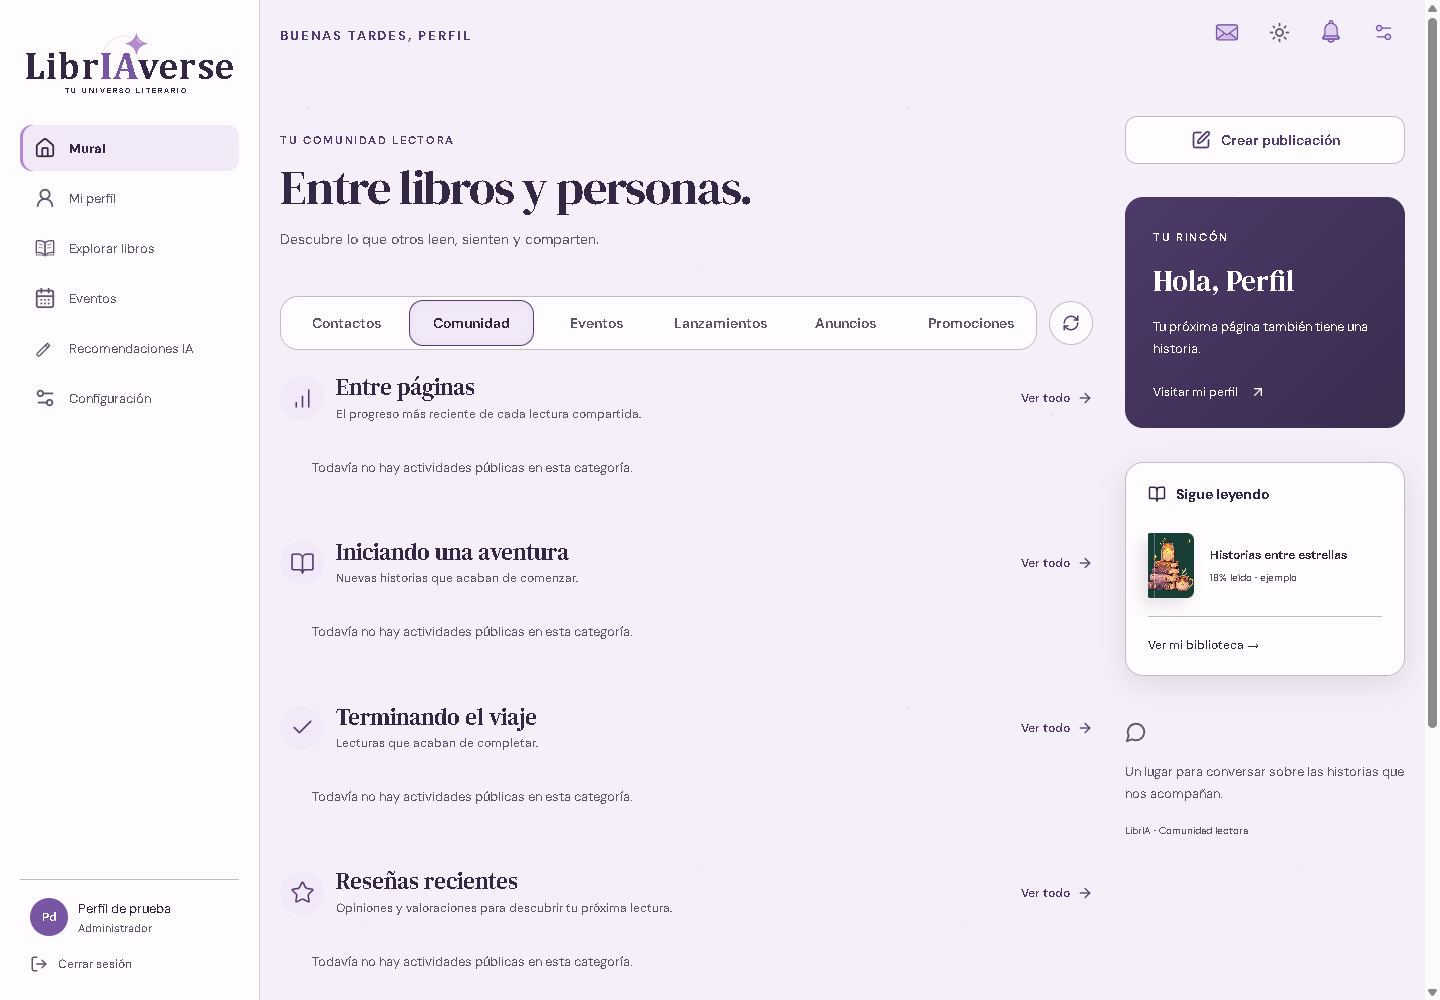 LibrIAverse
TU UNIVERSO LITERARIO
Mural
Mi perfil
Explorar libros
Eventos
Recomendaciones IA
Configuración
Pd
Perfil de prueba
Administrador
Cerrar sesión
BUENAS TARDES, PERFIL
TU COMUNIDAD LECTORA
Entre libros y personas.
Descubre lo que otros leen, sienten y comparten.
Contactos
Comunidad
Eventos
Lanzamientos
Anuncios
Promociones
Entre páginas
El progreso más reciente de cada lectura compartida.
Ver todo →
Todavía no hay actividades públicas en esta categoría.
Iniciando una aventura
Nuevas historias que acaban de comenzar.
Ver todo →
Todavía no hay actividades públicas en esta categoría.
Terminando el viaje
Lecturas que acaban de completar.
Ver todo →
Todavía no hay actividades públicas en esta categoría.
Reseñas recientes
Opiniones y valoraciones para descubrir tu próxima lectura.
Ver todo →
Todavía no hay actividades públicas en esta categoría.
Crear publicación
TU RINCÓN
Hola, Perfil
Tu próxima página también tiene una
historia.
Visitar mi perfil
Sigue leyendo
Historias entre estrellas
18% leído · ejemplo
Ver mi biblioteca →
Un lugar para conversar sobre las historias que
nos acompañan.
LibrIA · Comunidad lectora